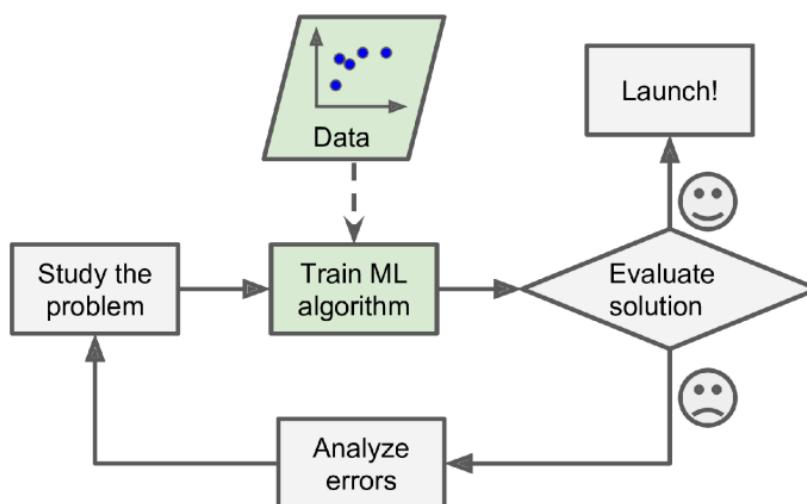 Data
Launch!
Study the
problem
Train ML
algorithm
Evaluate
solution
Analyze
errors